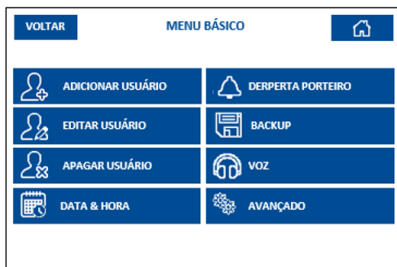 VOLTAR MENU BÁSICO
ADICIONAR USUÁRIO DERPERTA PORTEIRO
EDITAR USUÁRIO BACKUP
APAGAR USUÁRIO VOZ
DATA & HORA AVANÇADO